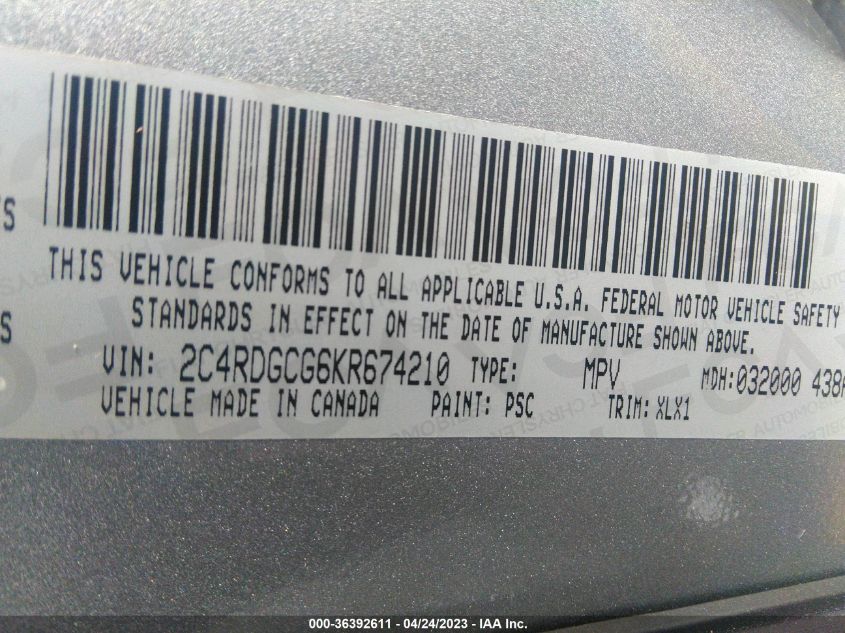 TS
THIS VEHICLE CONFORMS TO ALL APPLICABLE U.S.A. FEDERAL MOTOR VEHICLE SAFETY
STANDARDS IN EFFECT ON THE DATE OF MANUFACTURE SHOWN ABOVE.
S
VIN: 2C4RDGCG6KR674210 TYPE: MPV MDH:032000 438
VEHICLE MADE IN CANADA PAINT: PSC TRIM: XLX1
000-36392611 - 04/24/2023 - IAA Inc.